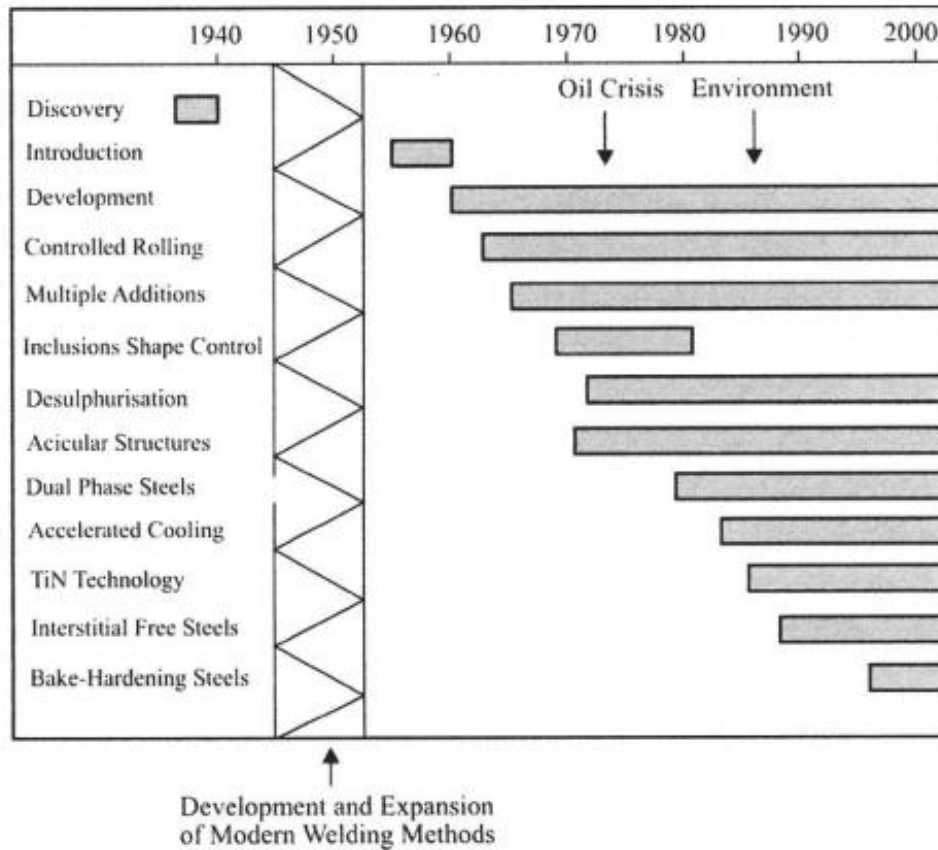 1940 1950 1960 1970 1980 1990 2000
Oil Crisis Environment
Discovery
Introduction
Development
Controlled Rolling
Multiple Additions
Inclusions Shape Control
Desulphurisation
Acicular Structures
Dual Phase Steels
Accelerated Cooling
TiN Technology
Interstitial Free Steels
Bake-Hardening Steels
Development and Expansion
of Modern Welding Methods